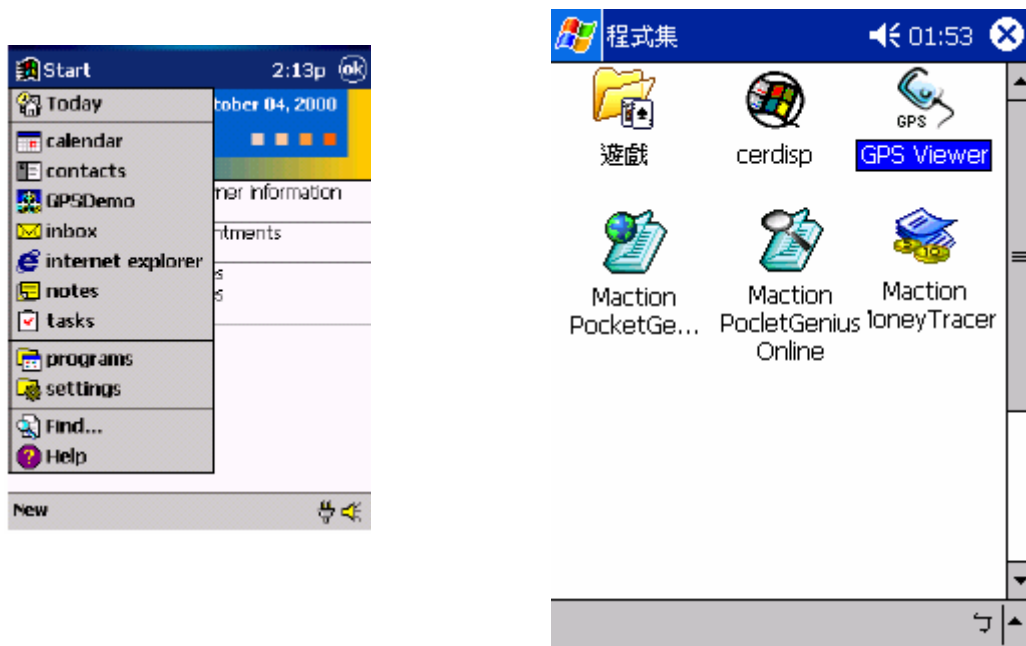 Start 2:13p ok
Today
tober 04, 2000
calendar
contacts
ner information
GPSDemo
inbox
ntments
internet explorer
s
notes
s
tasks
programs
settings
Find...
Help
New
程式集 01:53
GPS
遊戲 cerdisp GPS Viewer
Maction Maction Maction
PocketGe... PocletGenius MoneyTracer
Online
ㄅ